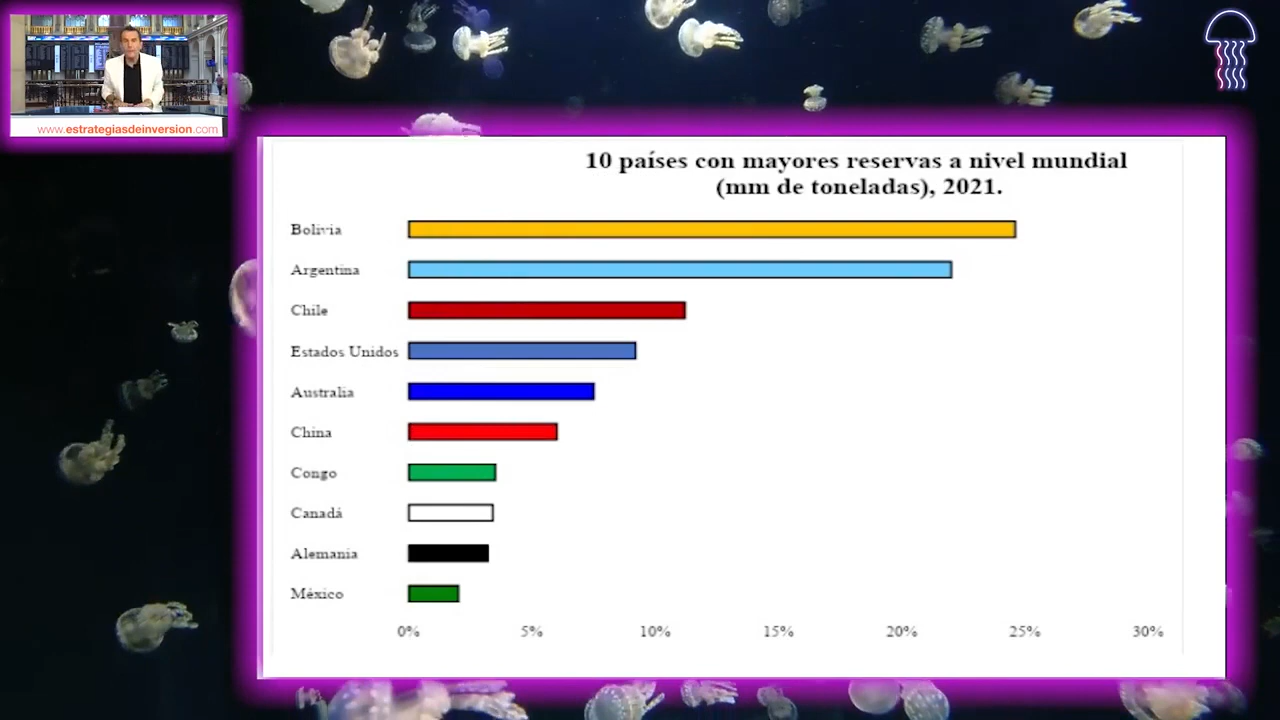 www.estrategiasdeinversion.com
10 países con mayores reservas a nivel mundial
(mm de toneladas), 2021.
Bolivia
Argentina
Chile
Estados Unidos
Australia
China
Congo
Canadá
Alemania
México
0% 5% 10% 15% 20% 25% 30%